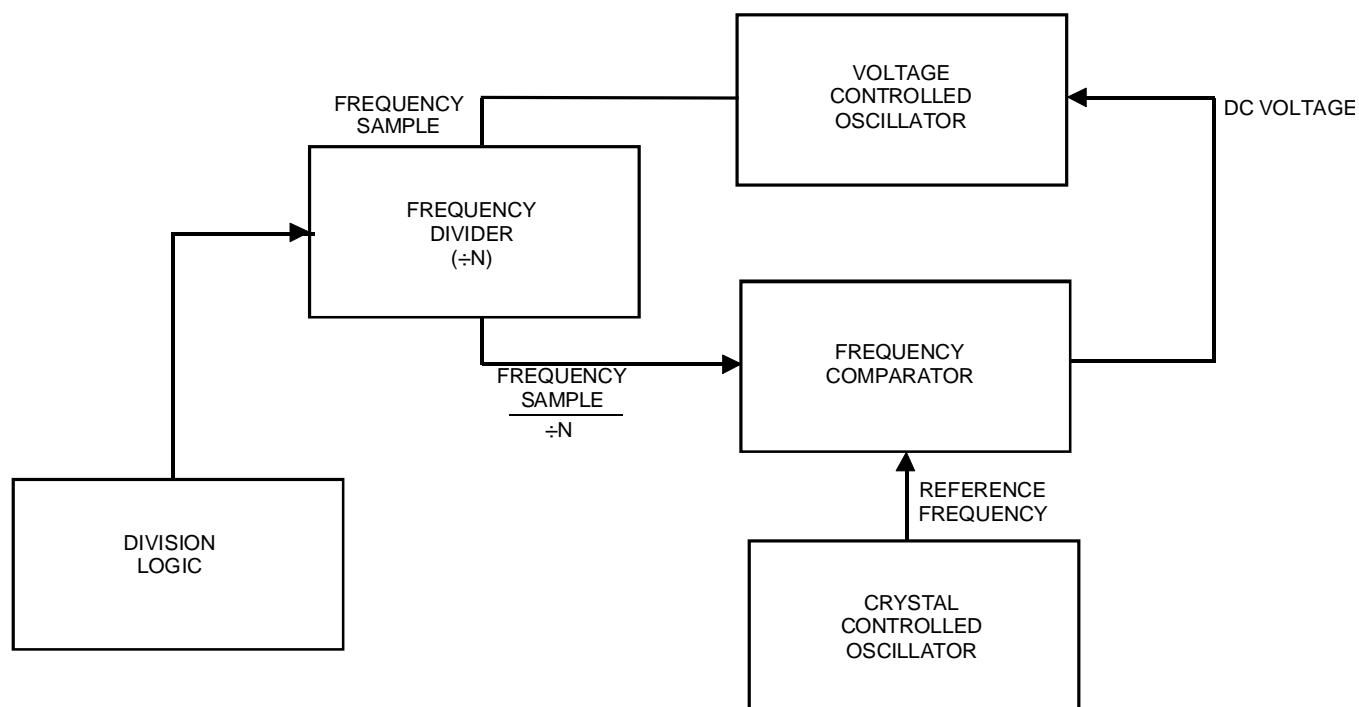 VOLTAGE
CONTROLLED
OSCILLATOR
DC VOLTAGE
FREQUENCY
SAMPLE
FREQUENCY
DIVIDER
(÷N)
FREQUENCY
COMPARATOR
FREQUENCY
SAMPLE
÷N
REFERENCE
FREQUENCY
DIVISION
LOGIC
CRYSTAL
CONTROLLED
OSCILLATOR